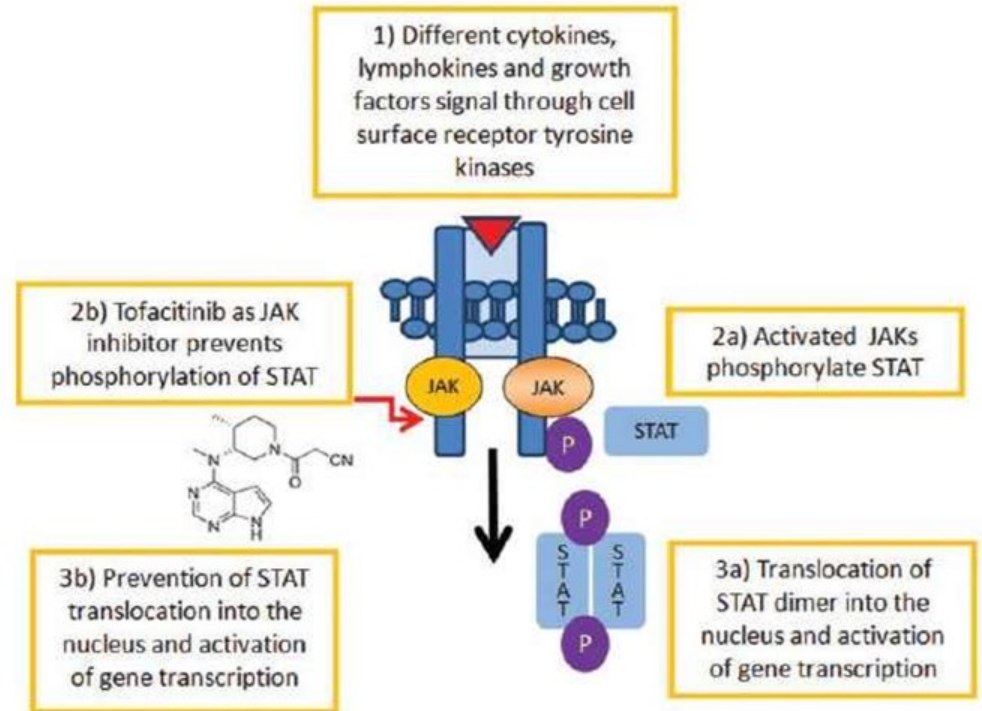 1) Different cytokines,
lymphokines and growth
factors signal through cell
surface receptor tyrosine
kinases
2b) Tofacitinib as JAK
inhibitor prevents
phosphorylation of STAT
2a) Activated JAKs
phosphorylate STAT
JAK
JAK
P
STAT
N
N
O
CN
N
N
N
H
P
STAT
STAT
P
3b) Prevention of STAT
translocation into the
nucleus and activation
of gene transcription
3a) Translocation of
STAT dimer into the
nucleus and activation
of gene transcription